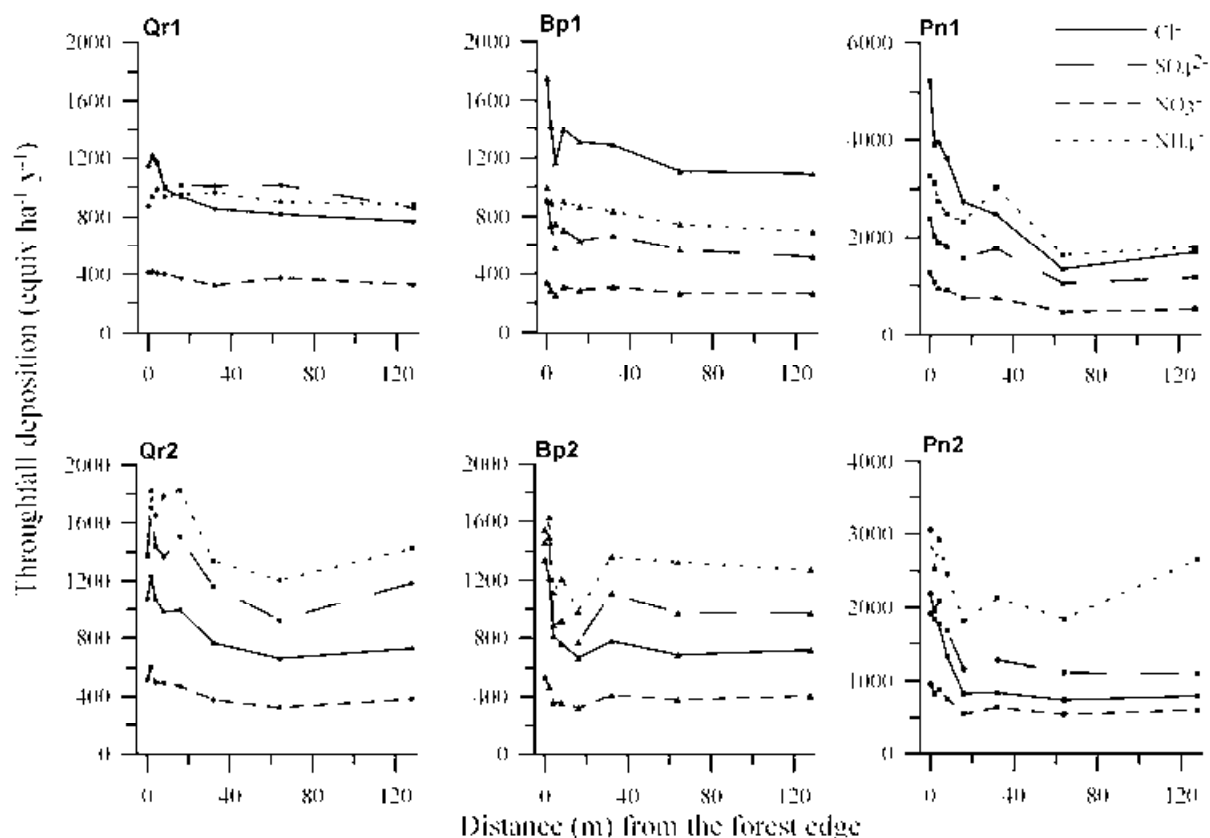 Qr1
Bp1
Pn1
2000
1600
1200
800
400
0
0 40 80 120
2000
1600
1200
800
400
0
0 40 80 120
6000
4000
2000
0
0 40 80 120
Cl-
SO42-
NO3-
NH4+
Throughfall deposition (equiv ha-1 y-1)
Qr2
Bp2
Pn2
2000
1600
1200
800
400
0
0 40 80 120
2000
1600
1200
800
400
0
0 40 80 120
4000
3000
2000
1000
0
0 40 80 120
Distance (m) from the forest edge